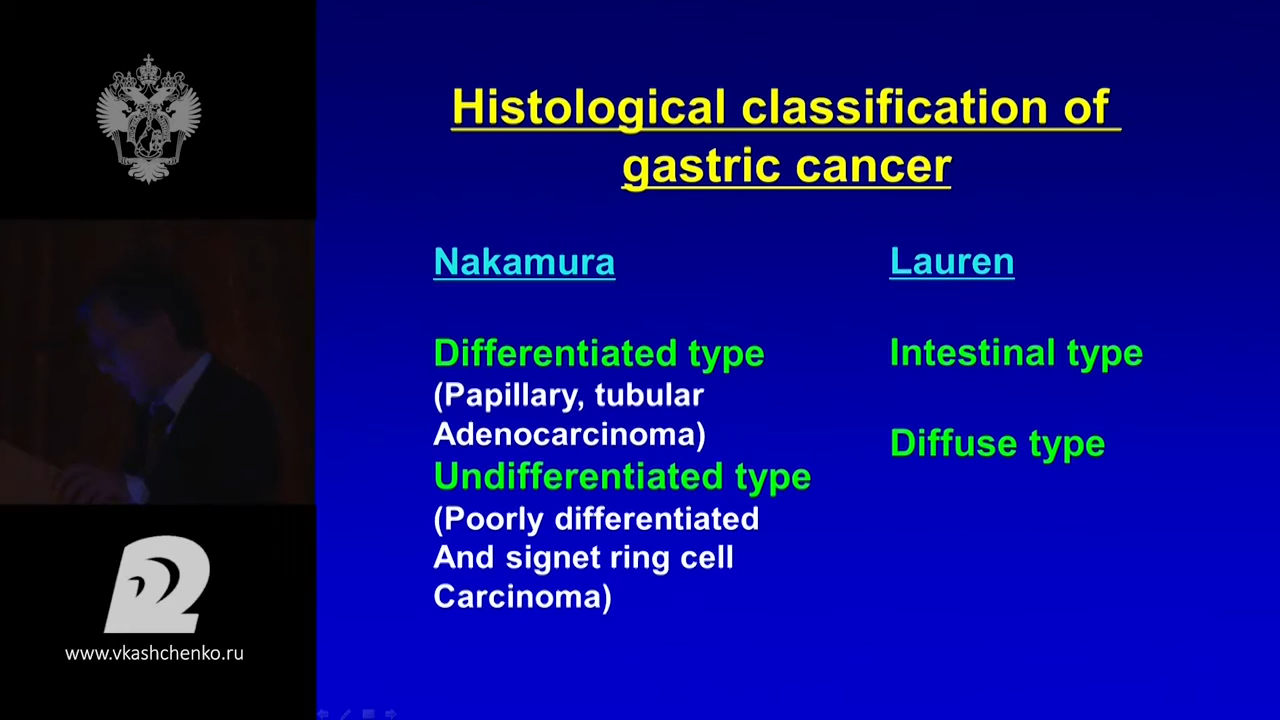 Histological classification of
gastric cancer
Nakamura
Differentiated type
(Papillary, tubular
Adenocarcinoma)
Undifferentiated type
(Poorly differentiated
And signet ring cell
Carcinoma)
Lauren
Intestinal type
Diffuse type
www.vkashchenko.ru